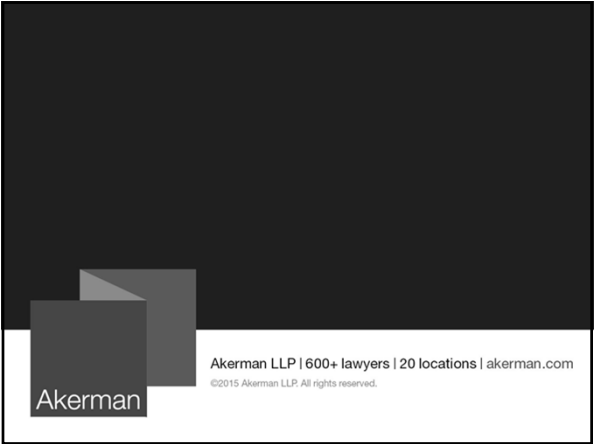 Akerman LLP | 600+ lawyers | 20 locations | akerman.com
©2015 Akerman LLP. All rights reserved.
Akerman